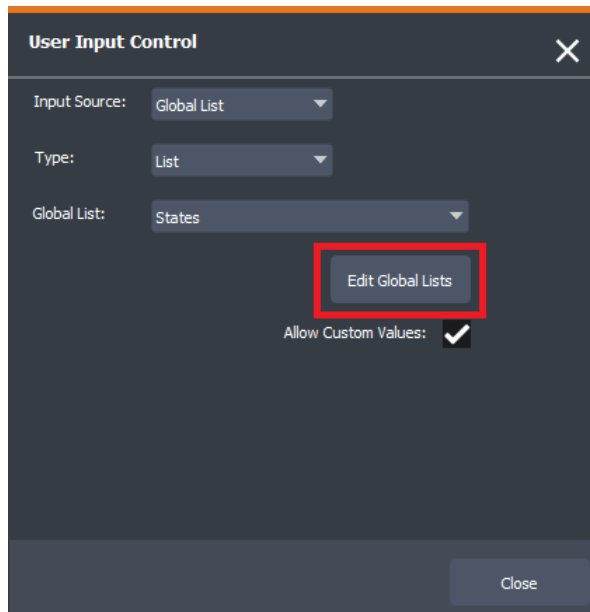 User Input Control
Input Source: Global List
Type: List
Global List: States
Edit Global Lists
Allow Custom Values:
Close